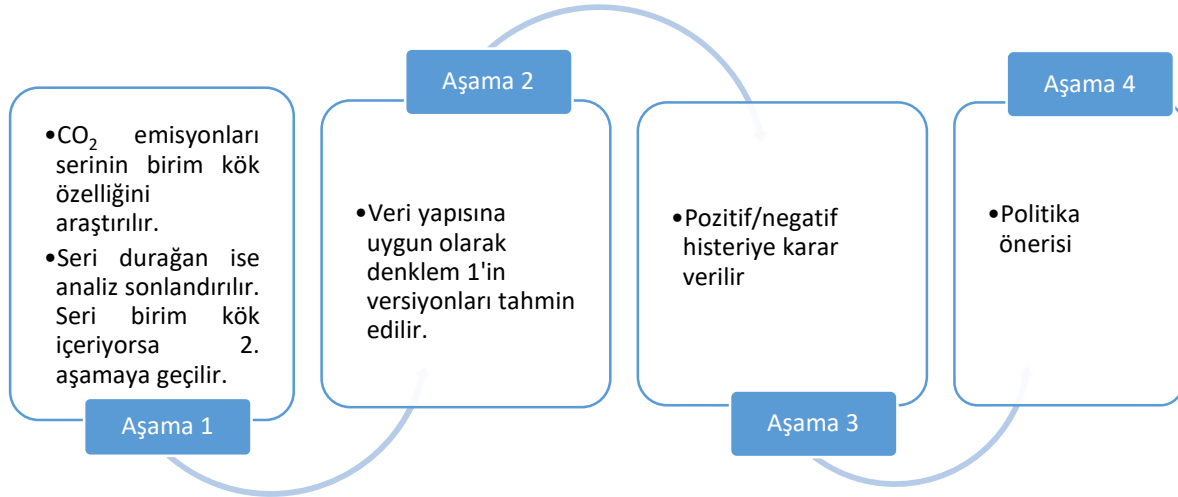 •CO₂ emisyonları
serinin birim kök
özelliğini
araştırılır.
•Seri durağan ise
analiz sonlandırılır.
Seri birim kök
içeriyorsa 2.
aşamaya geçilir.
Aşama 1
Aşama 2
•Veri yapısına
uygun olarak
denklem 1'in
versiyonları tahmin
edilir.
•Pozitif/negatif
histeriye karar
verilir
Aşama 3
Aşama 4
•Politika
önerisi